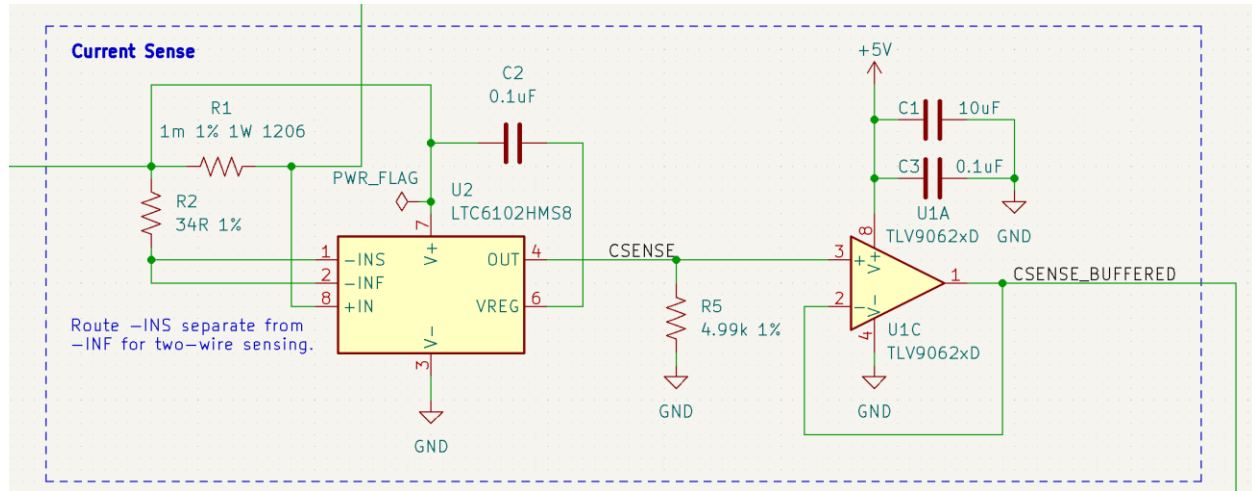 Current Sense
+5V
C2
0.1uF
C1
10uF
R1
1m 1% 1W 1206
C3
0.1uF
PWR_FLAG
U2
LTC6102HMS8
R2
34R 1%
U1A
TLV9062xD
GND
7
V+
8
V+
1
-INS
OUT
4
CSENSE
3
+
1
CSENSE_BUFFERED
2
-INF
8
+IN
VREG
6
2
-
V-
4
R5
4.99k 1%
U1C
TLV9062xD
Route -INS separate from
-INF for two-wire sensing.
V-
3
GND
GND
GND